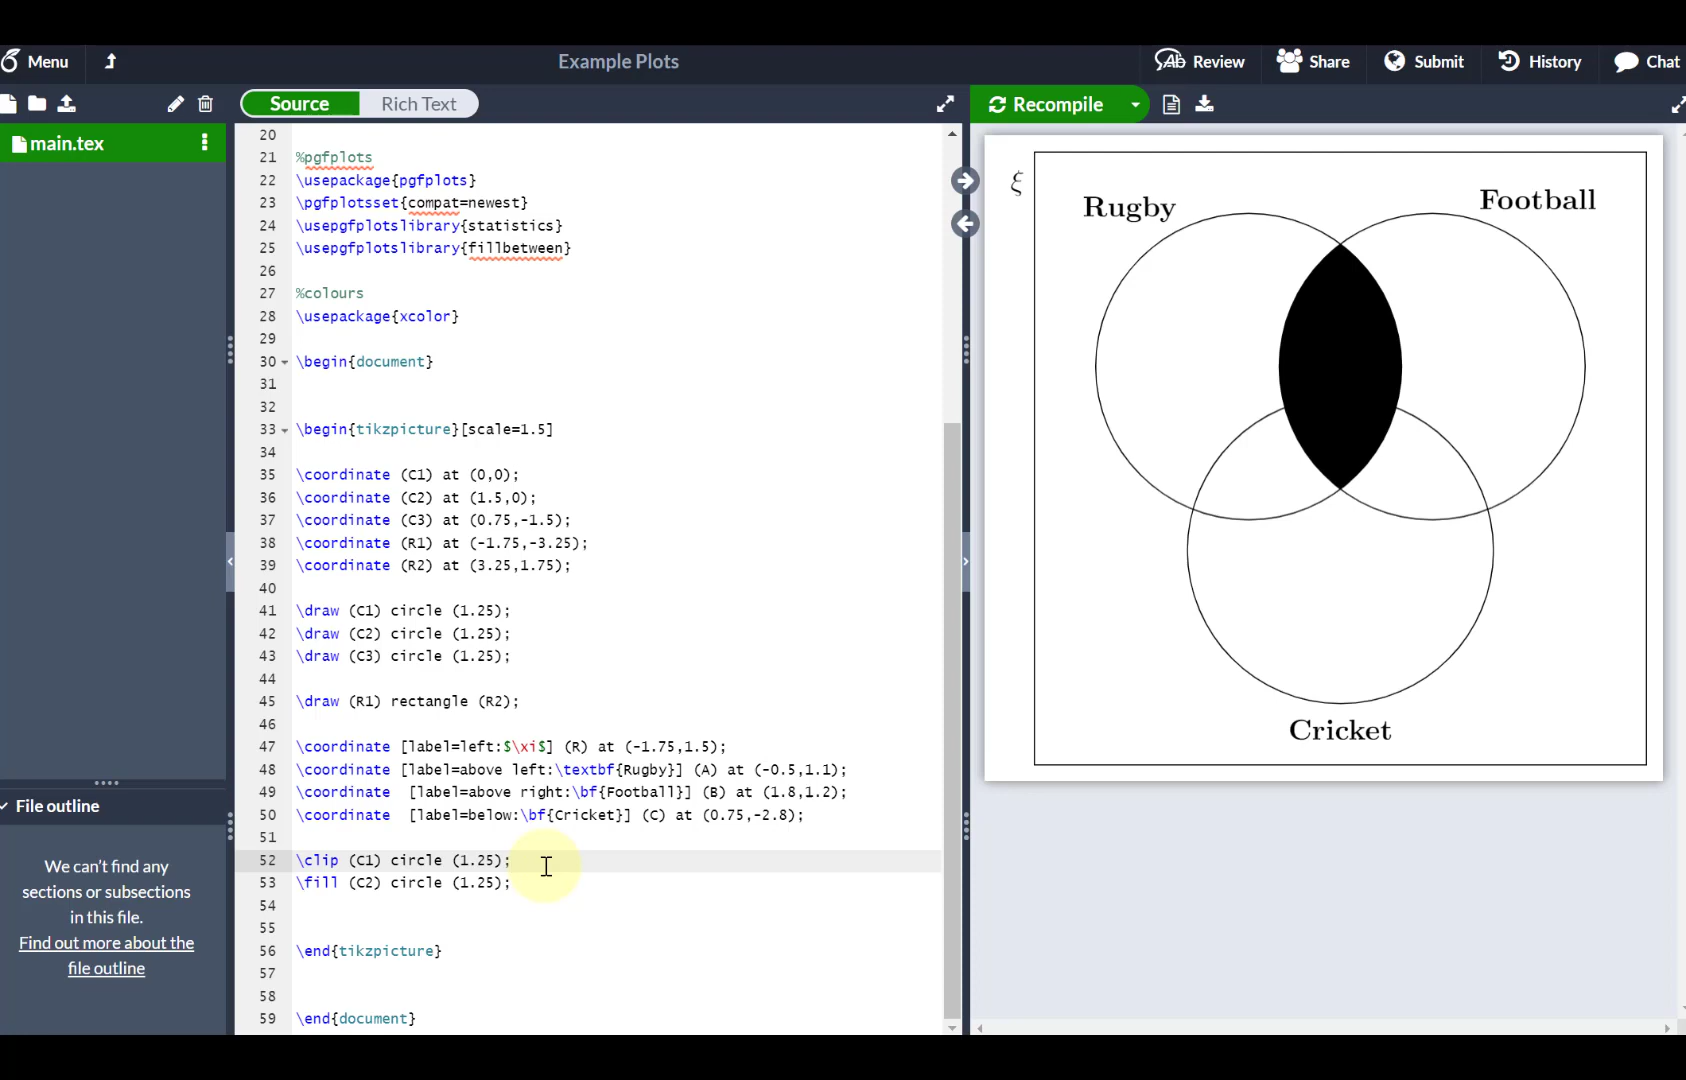 Menu
Example Plots
Review
Share
Submit
History
Chat
Source
Rich Text
Recompile
main.tex
20
21 %pgfplots
22 \usepackage{pgfplots}
23 \pgfplotsset{compat=newest}
24 \usepgfplotslibrary{statistics}
25 \usepgfplotslibrary{fillbetween}
26
27 %colours
28 \usepackage{xcolor}
29
30 \begin{document}
31
32
33 \begin{tikzpicture}[scale=1.5]
34
35 \coordinate (C1) at (0,0);
36 \coordinate (C2) at (1.5,0);
37 \coordinate (C3) at (0.75,-1.5);
38 \coordinate (R1) at (-1.75,-3.25);
39 \coordinate (R2) at (3.25,1.75);
40
41 \draw (C1) circle (1.25);
42 \draw (C2) circle (1.25);
43 \draw (C3) circle (1.25);
44
45 \draw (R1) rectangle (R2);
46
47 \coordinate [label=left:$\xi$] (R) at (-1.75,1.5);
48 \coordinate [label=above left:\textbf{Rugby}] (A) at (-0.5,1.1);
49 \coordinate  [label=above right:\bf{Football}] (B) at (1.8,1.2);
50 \coordinate  [label=below:\bf{Cricket}] (C) at (0.75,-2.8);
51
52 \clip (C1) circle (1.25);
53 \fill (C2) circle (1.25);
54
55
56 \end{tikzpicture}
57
58
59 \end{document}
File outline
We can't find any
sections or subsections
in this file.
Find out more about the
file outline
ξ
Rugby
Football
Cricket